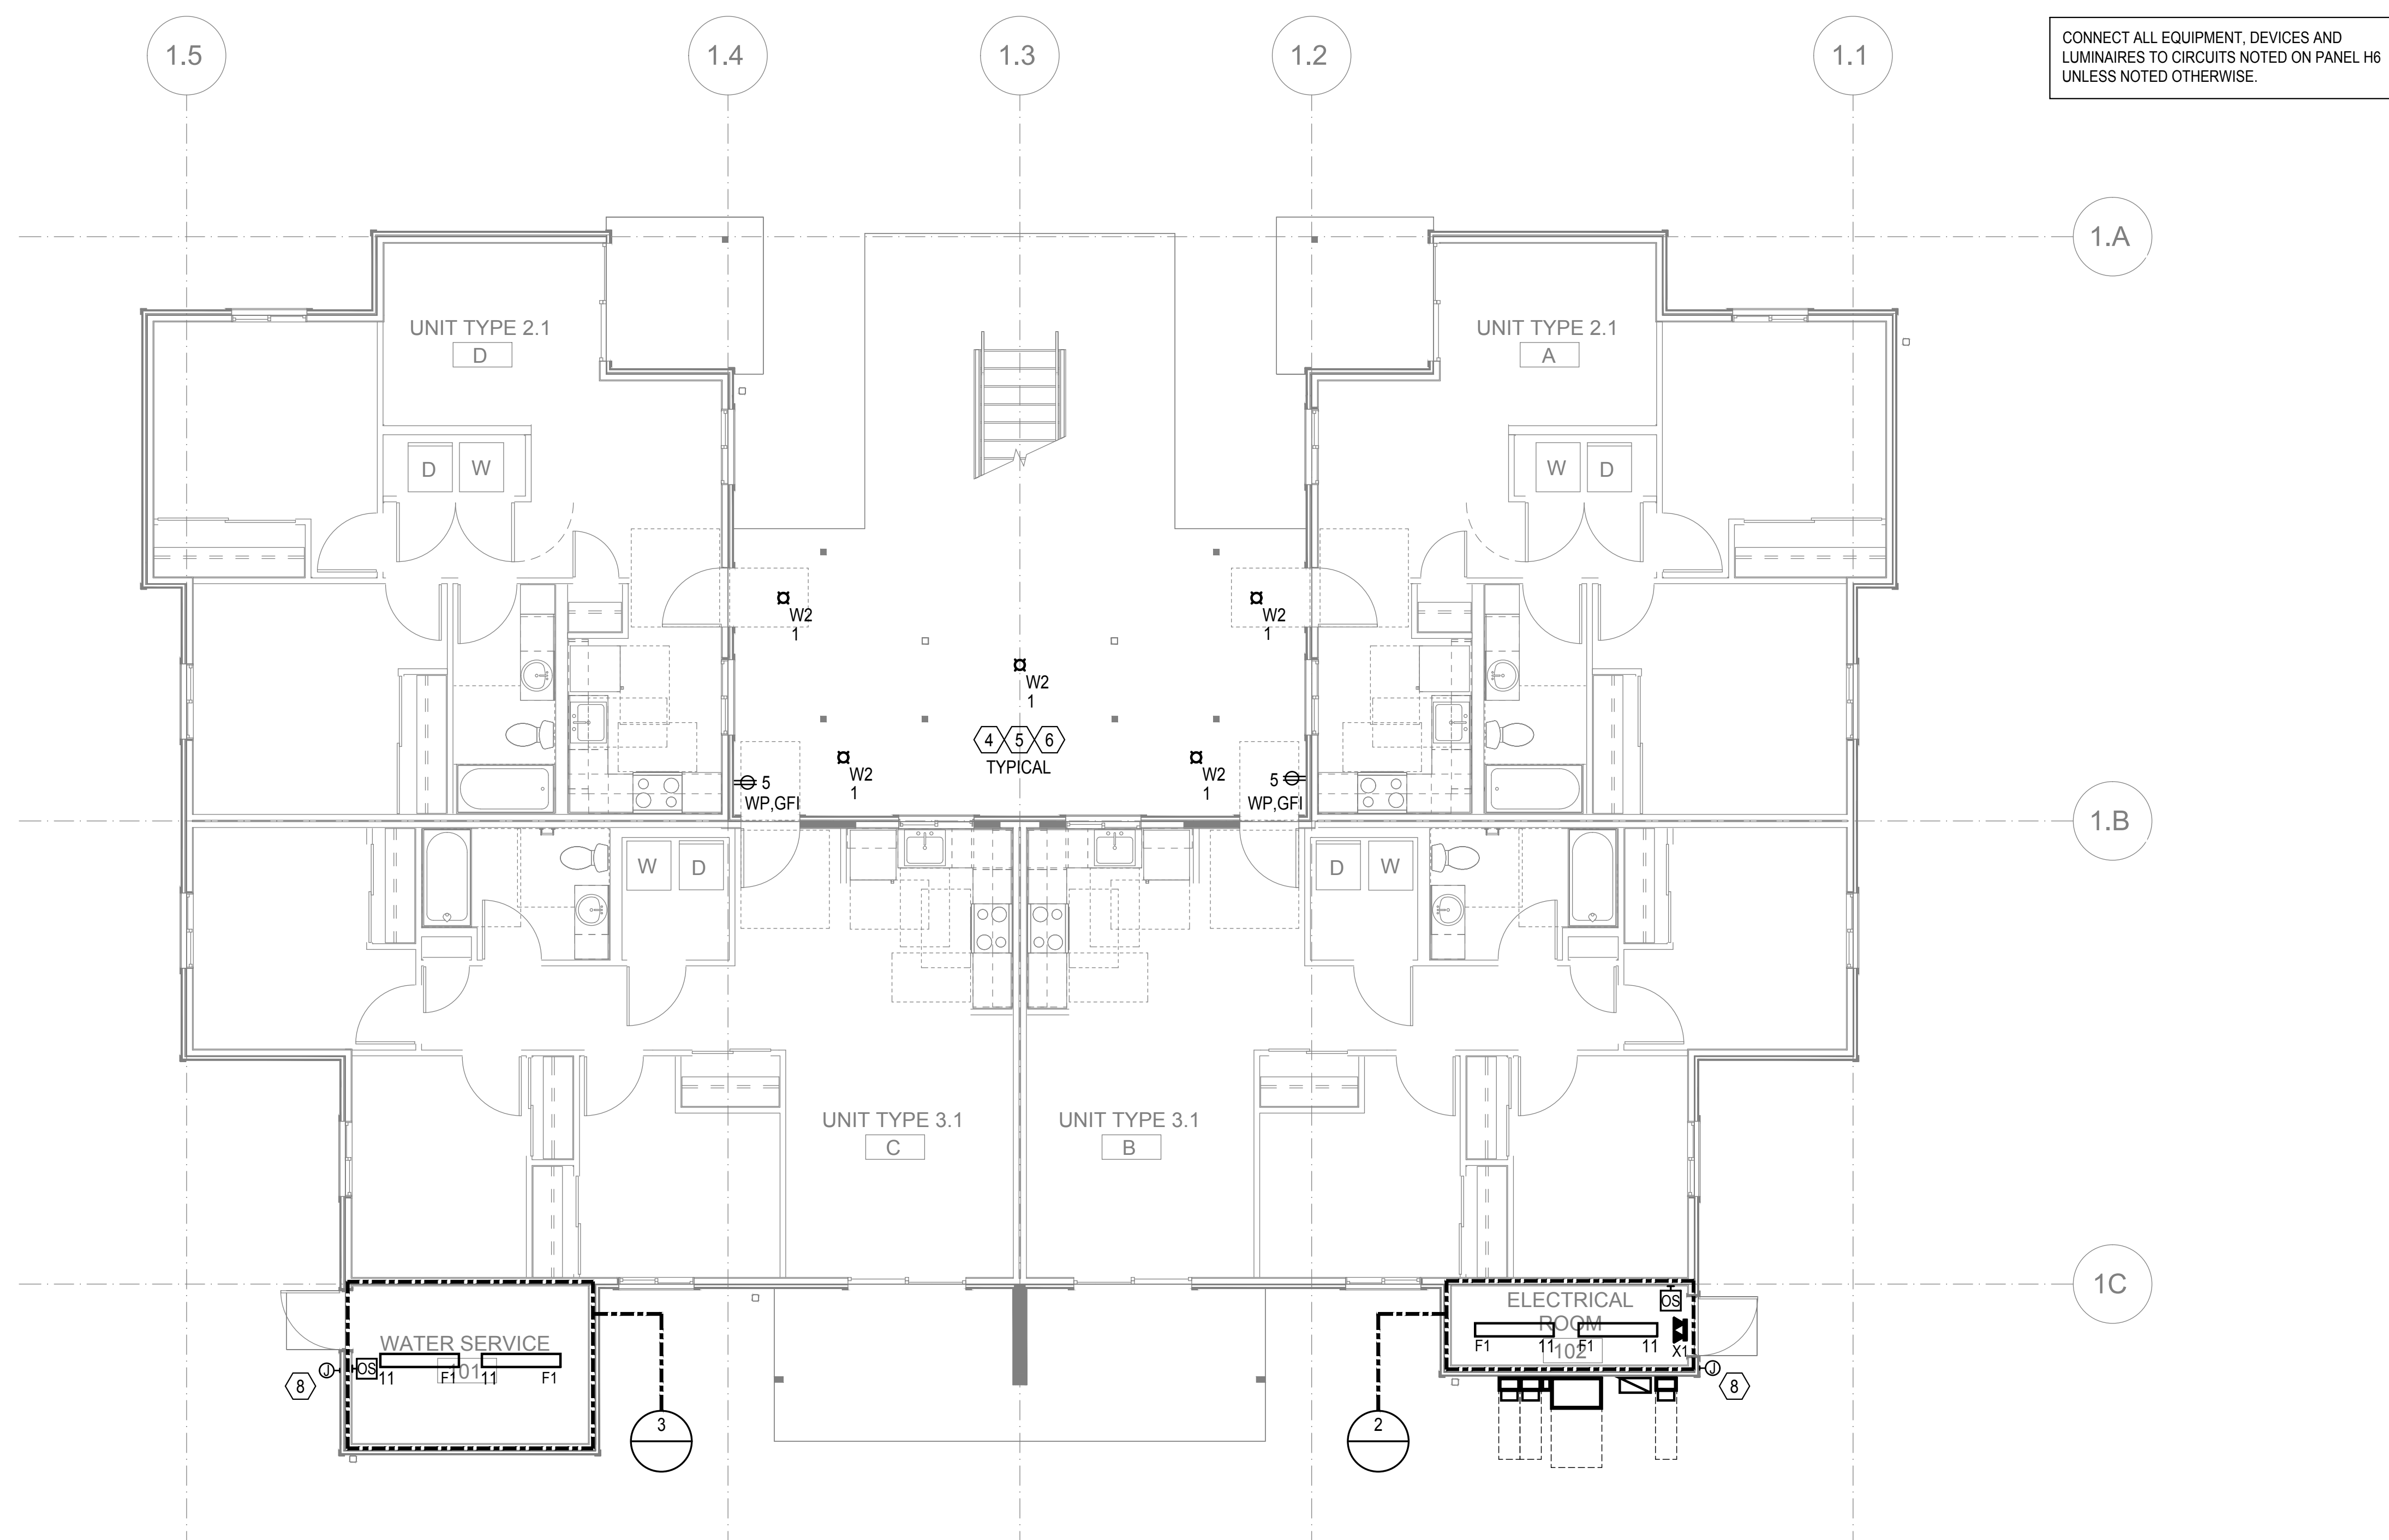 1.5
1.4
1.3
1.2
1.1
CONNECT ALL EQUIPMENT, DEVICES AND
LUMINAIRES TO CIRCUITS NOTED ON PANEL H6
UNLESS NOTED OTHERWISE.
1.A
UNIT TYPE 2.1
D
UNIT TYPE 2.1
A
D
W
W
D
W2
1
W2
1
W2
1
4
5
6
TYPICAL
W2
1
W2
1
5
WP,GFI
5
WP,GFI
1.B
W
D
D
W
UNIT TYPE 3.1
C
UNIT TYPE 3.1
B
1C
WATER SERVICE
101
OS
11
F1
11
F1
J
8
3
ELECTRICAL
ROOM
102
OS
F1
11
F1
11
X1
J
8
2